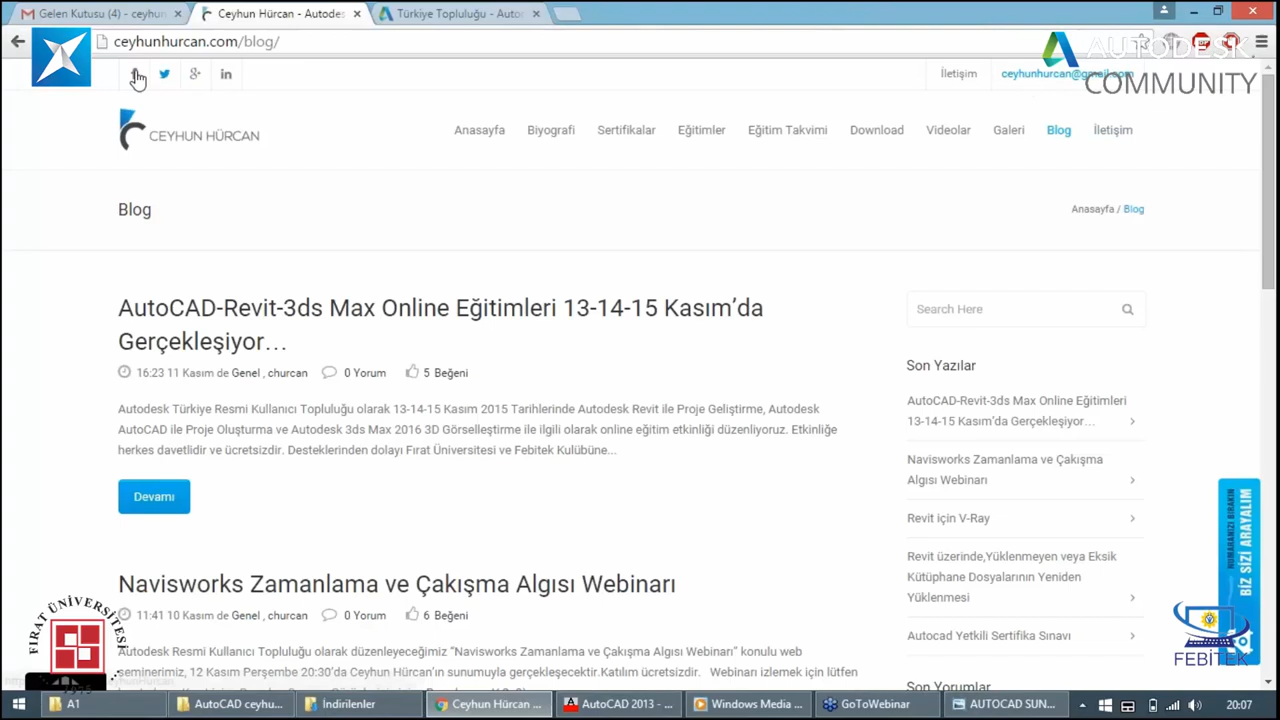 Gelen Kutusu (4) - ceyhun
Ceyhun Hürcan - Autodes
Türkiye Topluluğu - Auto
ceyhunhurcan.com/blog/
AUTODESK
COMMUNITY
İletişim
ceyhunhurcan@gmail.com
CEYHUN HÜRCAN
Anasayfa
Biyografi
Sertifikalar
Eğitimler
Eğitim Takvimi
Download
Videolar
Galeri
Blog
İletişim
Blog
Anasayfa / Blog
AutoCAD-Revit-3ds Max Online Eğitimleri 13-14-15 Kasım’da
Gerçekleşiyor…
16:23 11 Kasım de Genel , churcan
0 Yorum
5 Beğeni
Autodesk Türkiye Resmi Kullanıcı Topluluğu olarak 13-14-15 Kasım 2015 Tarihlerinde Autodesk Revit ile Proje Geliştirme, Autodesk
AutoCAD ile Proje Oluşturma ve Autodesk 3ds Max 2016 3D Görselleştirme ile ilgili olarak online eğitim etkinliği düzenliyoruz. Etkinliğe
herkes davetlidir ve ücretsizdir. Desteklerinden dolayı Fırat Üniversitesi ve Febitek Kulübüne...
Devamı
Navisworks Zamanlama ve Çakışma Algısı Webinarı
11:41 10 Kasım de Genel , churcan
0 Yorum
6 Beğeni
Autodesk Resmi Kullanıcı Topluluğu olarak düzenleyeceğimiz “Navisworks Zamanlama ve Çakışma Algısı Webinarı” konulu web
seminerimiz, 12 Kasım Perşembe 20:30’da Ceyhun Hürcan’ın sunumuyla gerçekleşecektir.Katılım ücretsizdir. Webinarı izlemek için lütfen
Search Here
Son Yazılar
AutoCAD-Revit-3ds Max Online Eğitimleri
13-14-15 Kasım’da Gerçekleşiyor…
Navisworks Zamanlama ve Çakışma
Algısı Webinarı
Revit için V-Ray
Revit üzerinde,Yüklenmeyen veya Eksik
Kütüphane Dosyalarının Yeniden
Yüklenmesi
Autocad Yetkili Sertifika Sınavı
Son Yorumlar
NUMARANIZI BIRAKIN
BİZ SİZİ ARAYALIM
FIRAT ÜNİVERSİTESİ
1975
FEBİTEK
A1
AutoCAD ceyhu...
İndirilenler
Ceyhun Hürcan ...
AutoCAD 2013 - ...
Windows Media ...
GoToWebinar
AUTOCAD SUN...
20:07